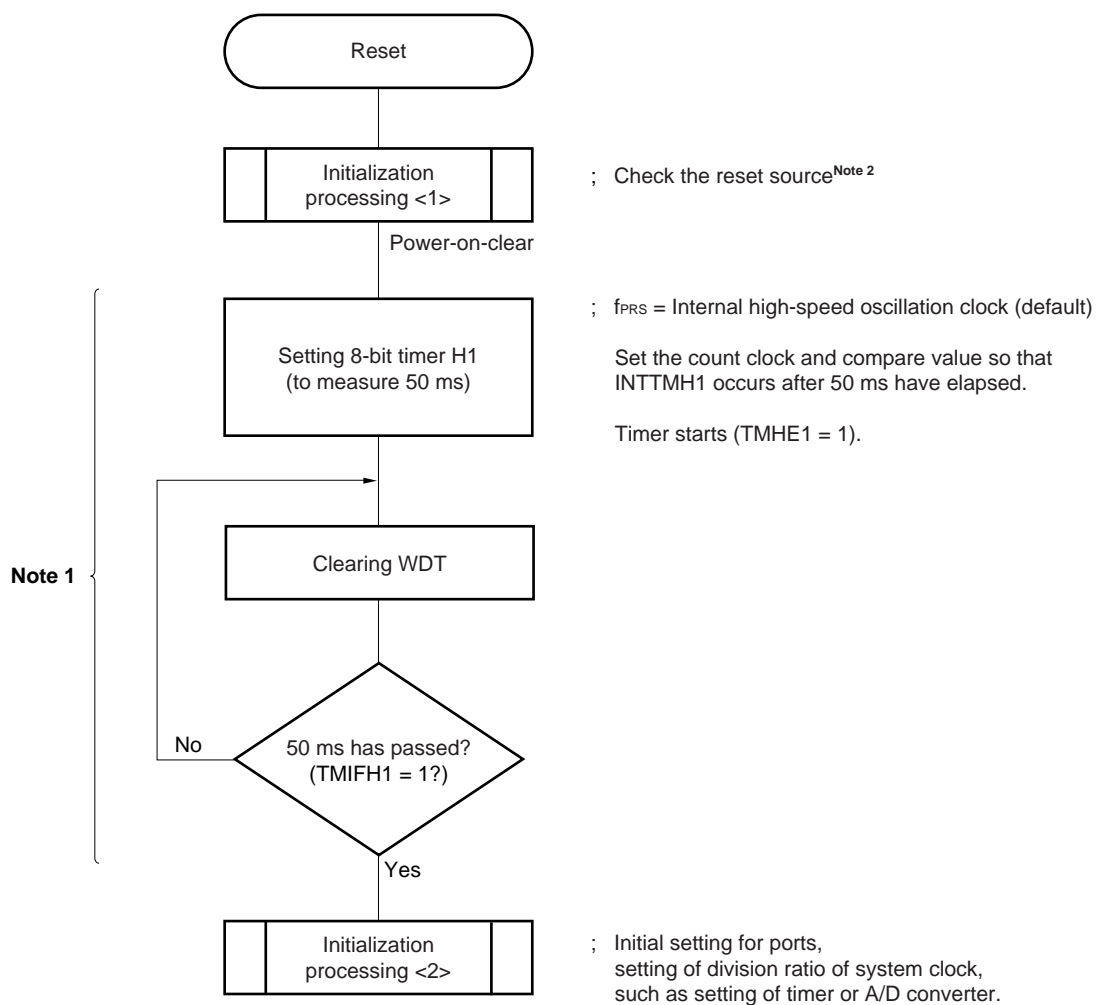 Reset
Initialization
processing <1>
; Check the reset sourceNote 2
Power-on-clear
Setting 8-bit timer H1
(to measure 50 ms)
; fPRS = Internal high-speed oscillation clock (default)
Set the count clock and compare value so that
INTTMH1 occurs after 50 ms have elapsed.
Timer starts (TMHE1 = 1).
Note 1
Clearing WDT
No
50 ms has passed?
(TMIFH1 = 1?)
Yes
Initialization
processing <2>
; Initial setting for ports,
setting of division ratio of system clock,
such as setting of timer or A/D converter.